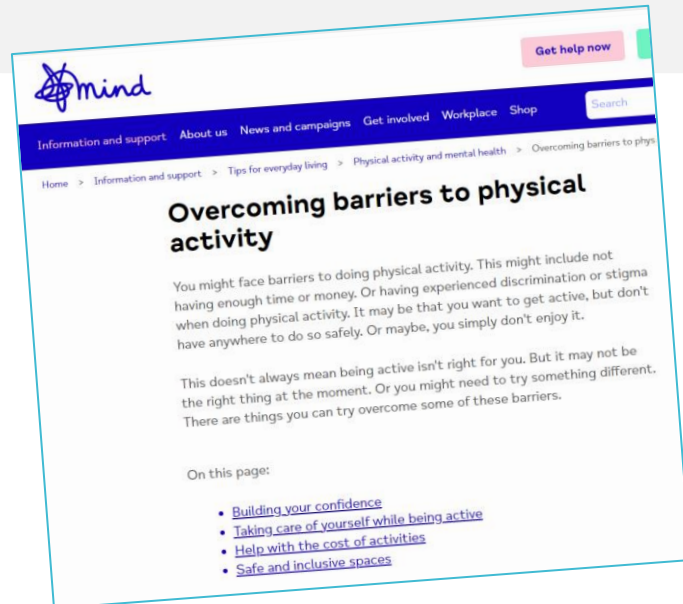 mind
Get help now
Information and support About us News and campaigns Get involved Workplace Shop Search
Home > Information and support > Tips for everyday living > Physical activity and mental health > Overcoming barriers to phys
Overcoming barriers to physical
activity
You might face barriers to doing physical activity. This might include not
having enough time or money. Or having experienced discrimination or stigma
when doing physical activity. It may be that you want to get active, but don't
have anywhere to do so safely. Or maybe, you simply don't enjoy it.
This doesn't always mean being active isn't right for you. But it may not be
the right thing at the moment. Or you might need to try something different.
There are things you can try overcome some of these barriers.
On this page:
• Building your confidence
• Taking care of yourself while being active
• Help with the cost of activities
• Safe and inclusive spaces